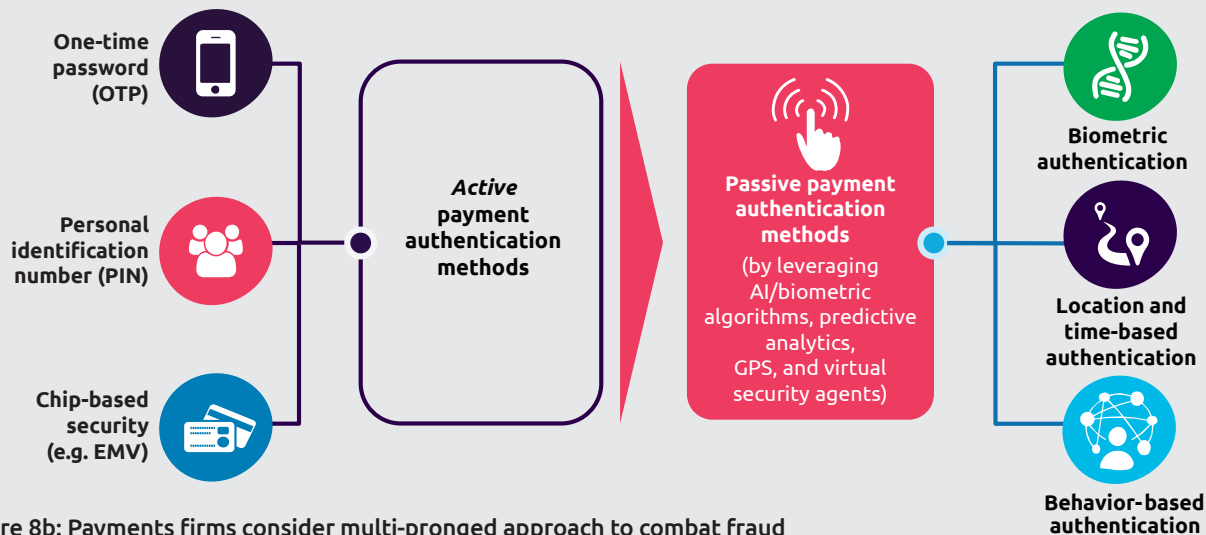 One-time
password
(OTP)
Personal
identification
number (PIN)
Chip-based
security
(e.g. EMV)
Active
payment
authentication
methods
Passive payment
authentication
methods
(by leveraging
AI/biometric
algorithms, predictive
analytics,
GPS, and virtual
security agents)
Biometric
authentication
Location and
time-based
authentication
Behavior-based
authentication
re 8b: Payments firms consider multi-pronged approach to combat fraud